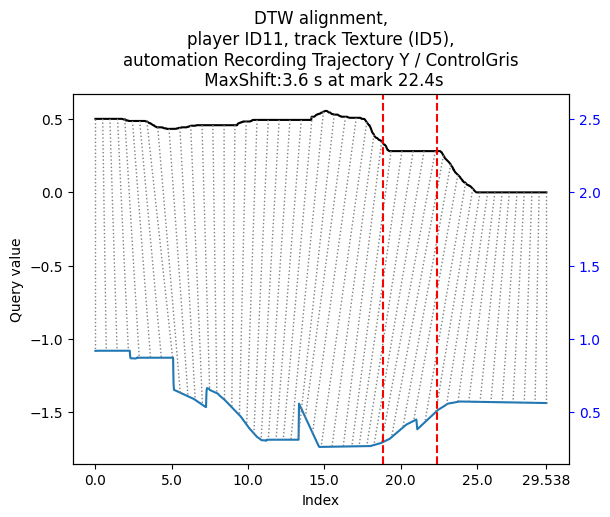 DTW alignment,
player ID11, track Texture (ID5),
automation Recording Trajectory Y / ControlGris
MaxShift:3.6 s at mark 22.4s
0.5
0.0
-0.5
−1.0
−1.5
Query value
2.5
2.0
1.5
1.0
0.5
0.0
5.0
10.0
15.0
20.0
25.0
29.538
Index